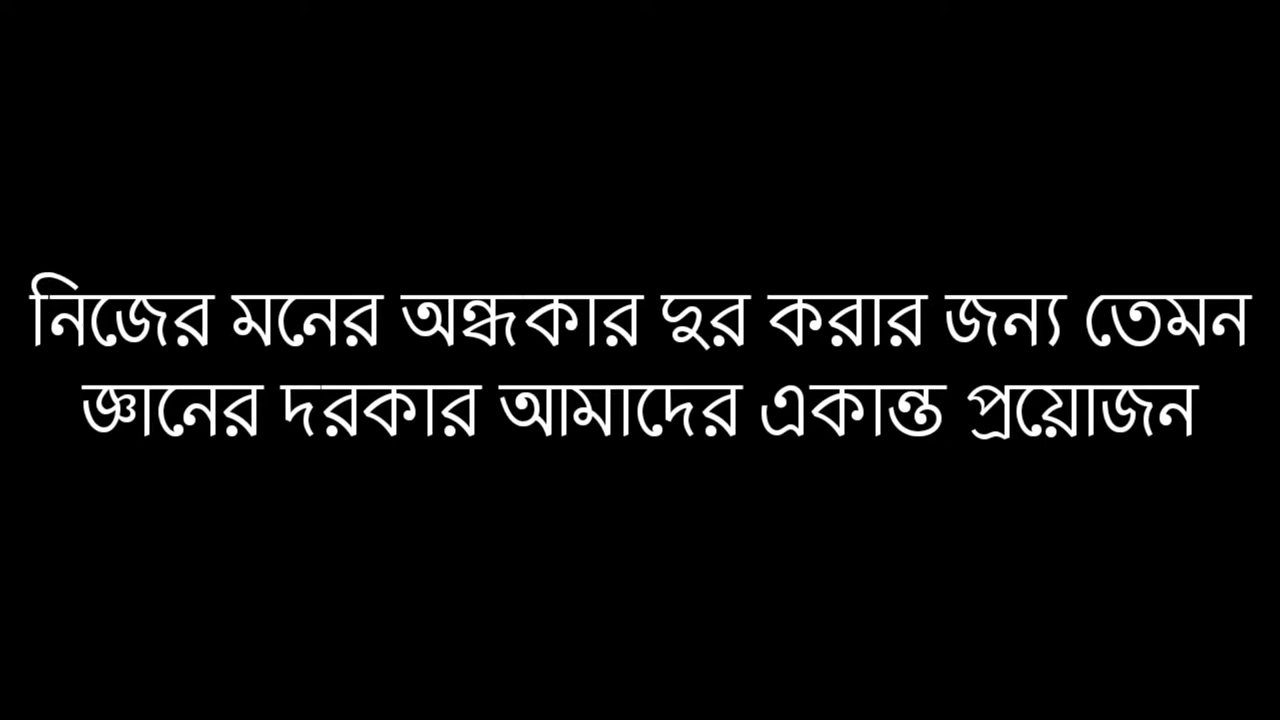 নিজের মনের অন্ধকার দুর করার জন্য তেমন
জ্ঞানের দরকার আমাদের একান্ত প্রয়োজন